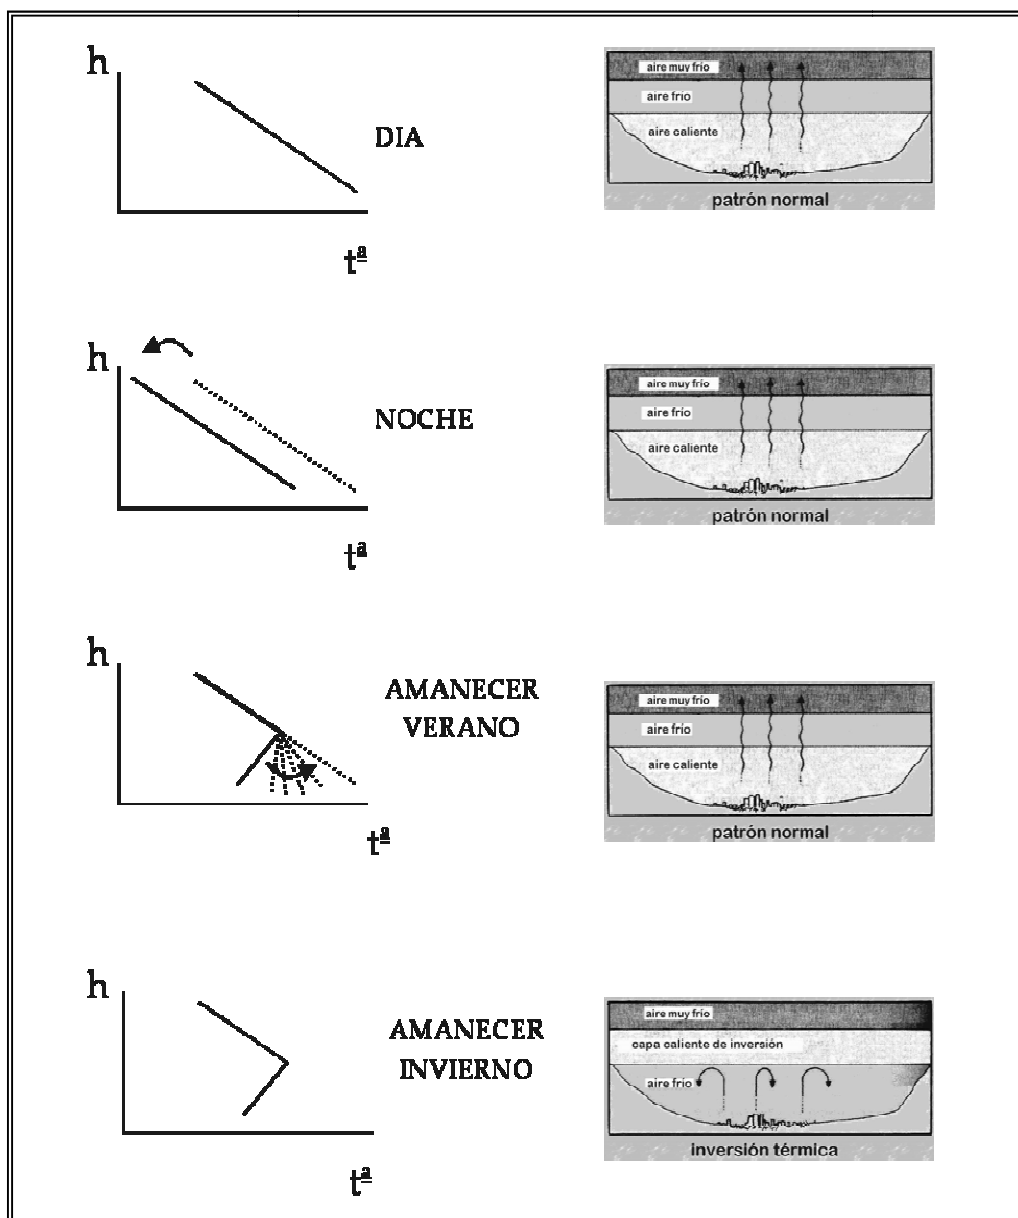 h
DIA
tª
aire muy frío
aire frío
aire caliente
patrón normal
h
NOCHE
tª
aire muy frío
aire frío
aire caliente
patrón normal
h
AMANECER
VERANO
tª
aire muy frío
aire frío
aire caliente
patrón normal
h
AMANECER
INVIERNO
tª
aire muy frío
capa caliente de inversión
aire frío
inversión térmica